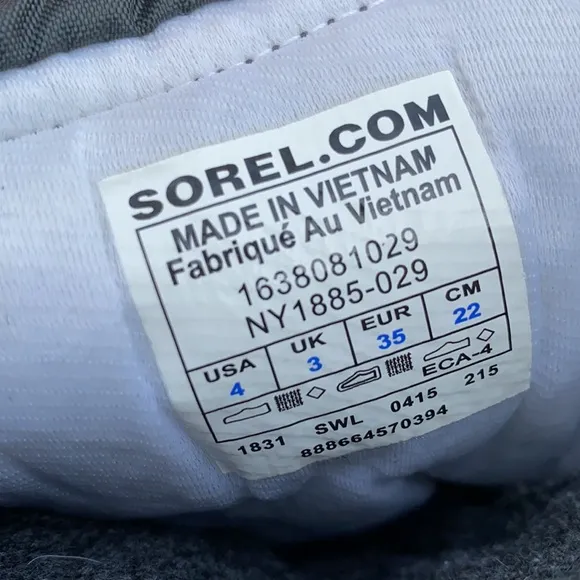 SOREL.COM
MADE IN VIETNAM
Fabriqué Au Vietnam
1638081029
NY1885-029
USA UK EUR CM
4 3 35 22
ECA-4
1831 SWL 0415 215
888664570394